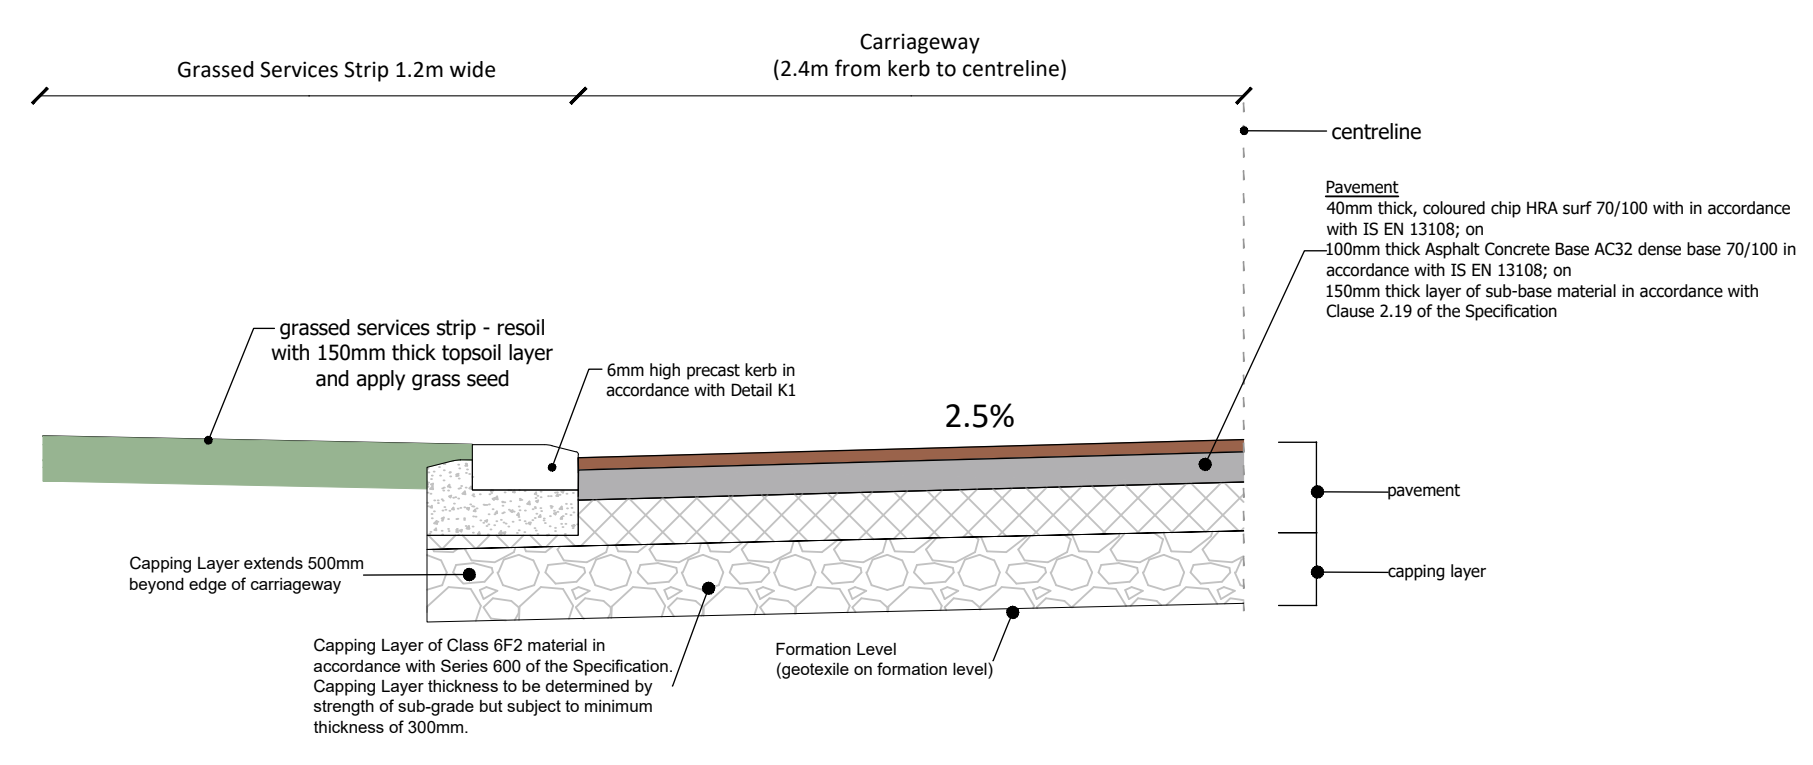 Grassed Services Strip 1.2m wide
Carriageway
(2.4m from kerb to centreline)
centreline
Pavement
40mm thick, coloured chip HRA surf 70/100 with in accordance
with IS EN 13108; on
100mm thick Asphalt Concrete Base AC32 dense base 70/100 in
accordance with IS EN 13108; on
150mm thick layer of sub-base material in accordance with
Clause 2.19 of the Specification
grassed services strip - resoil
with 150mm thick topsoil layer
and apply grass seed
6mm high precast kerb in
accordance with Detail K1
2.5%
pavement
Capping Layer extends 500mm
beyond edge of carriageway
capping layer
Capping Layer of Class 6F2 material in
accordance with Series 600 of the Specification.
Capping Layer thickness to be determined by
strength of sub-grade but subject to minimum
thickness of 300mm.
Formation Level
(geotexile on formation level)